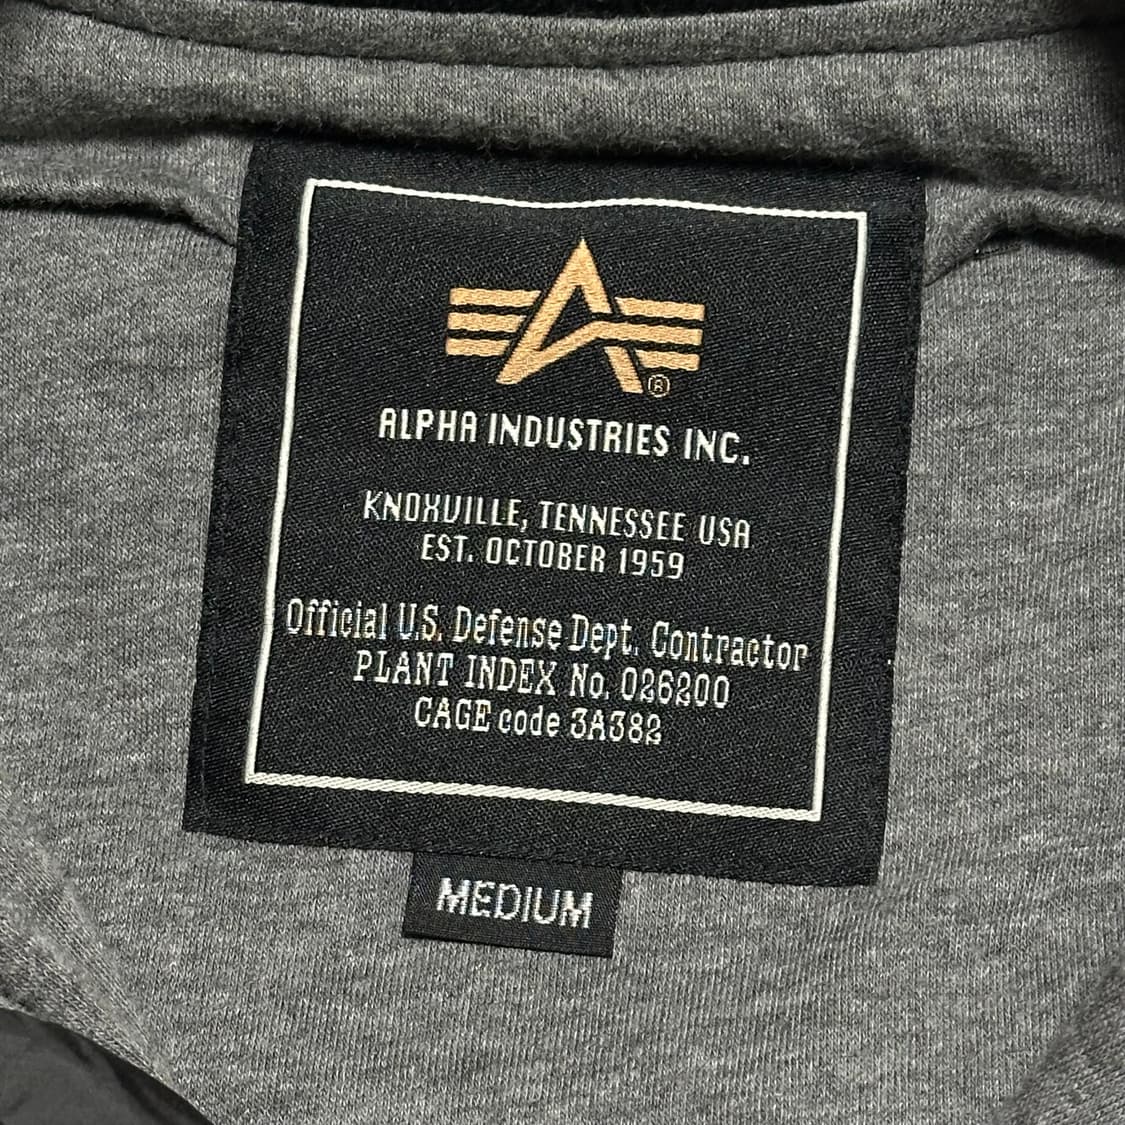 ®
ALPHA INDUSTRIES INC.
KNOXVILLE, TENNESSEE USA
EST. OCTOBER 1959
Official U.S. Defense Dept. Contractor
PLANT INDEX No. 026200
CAGE code 3A382
MEDIUM